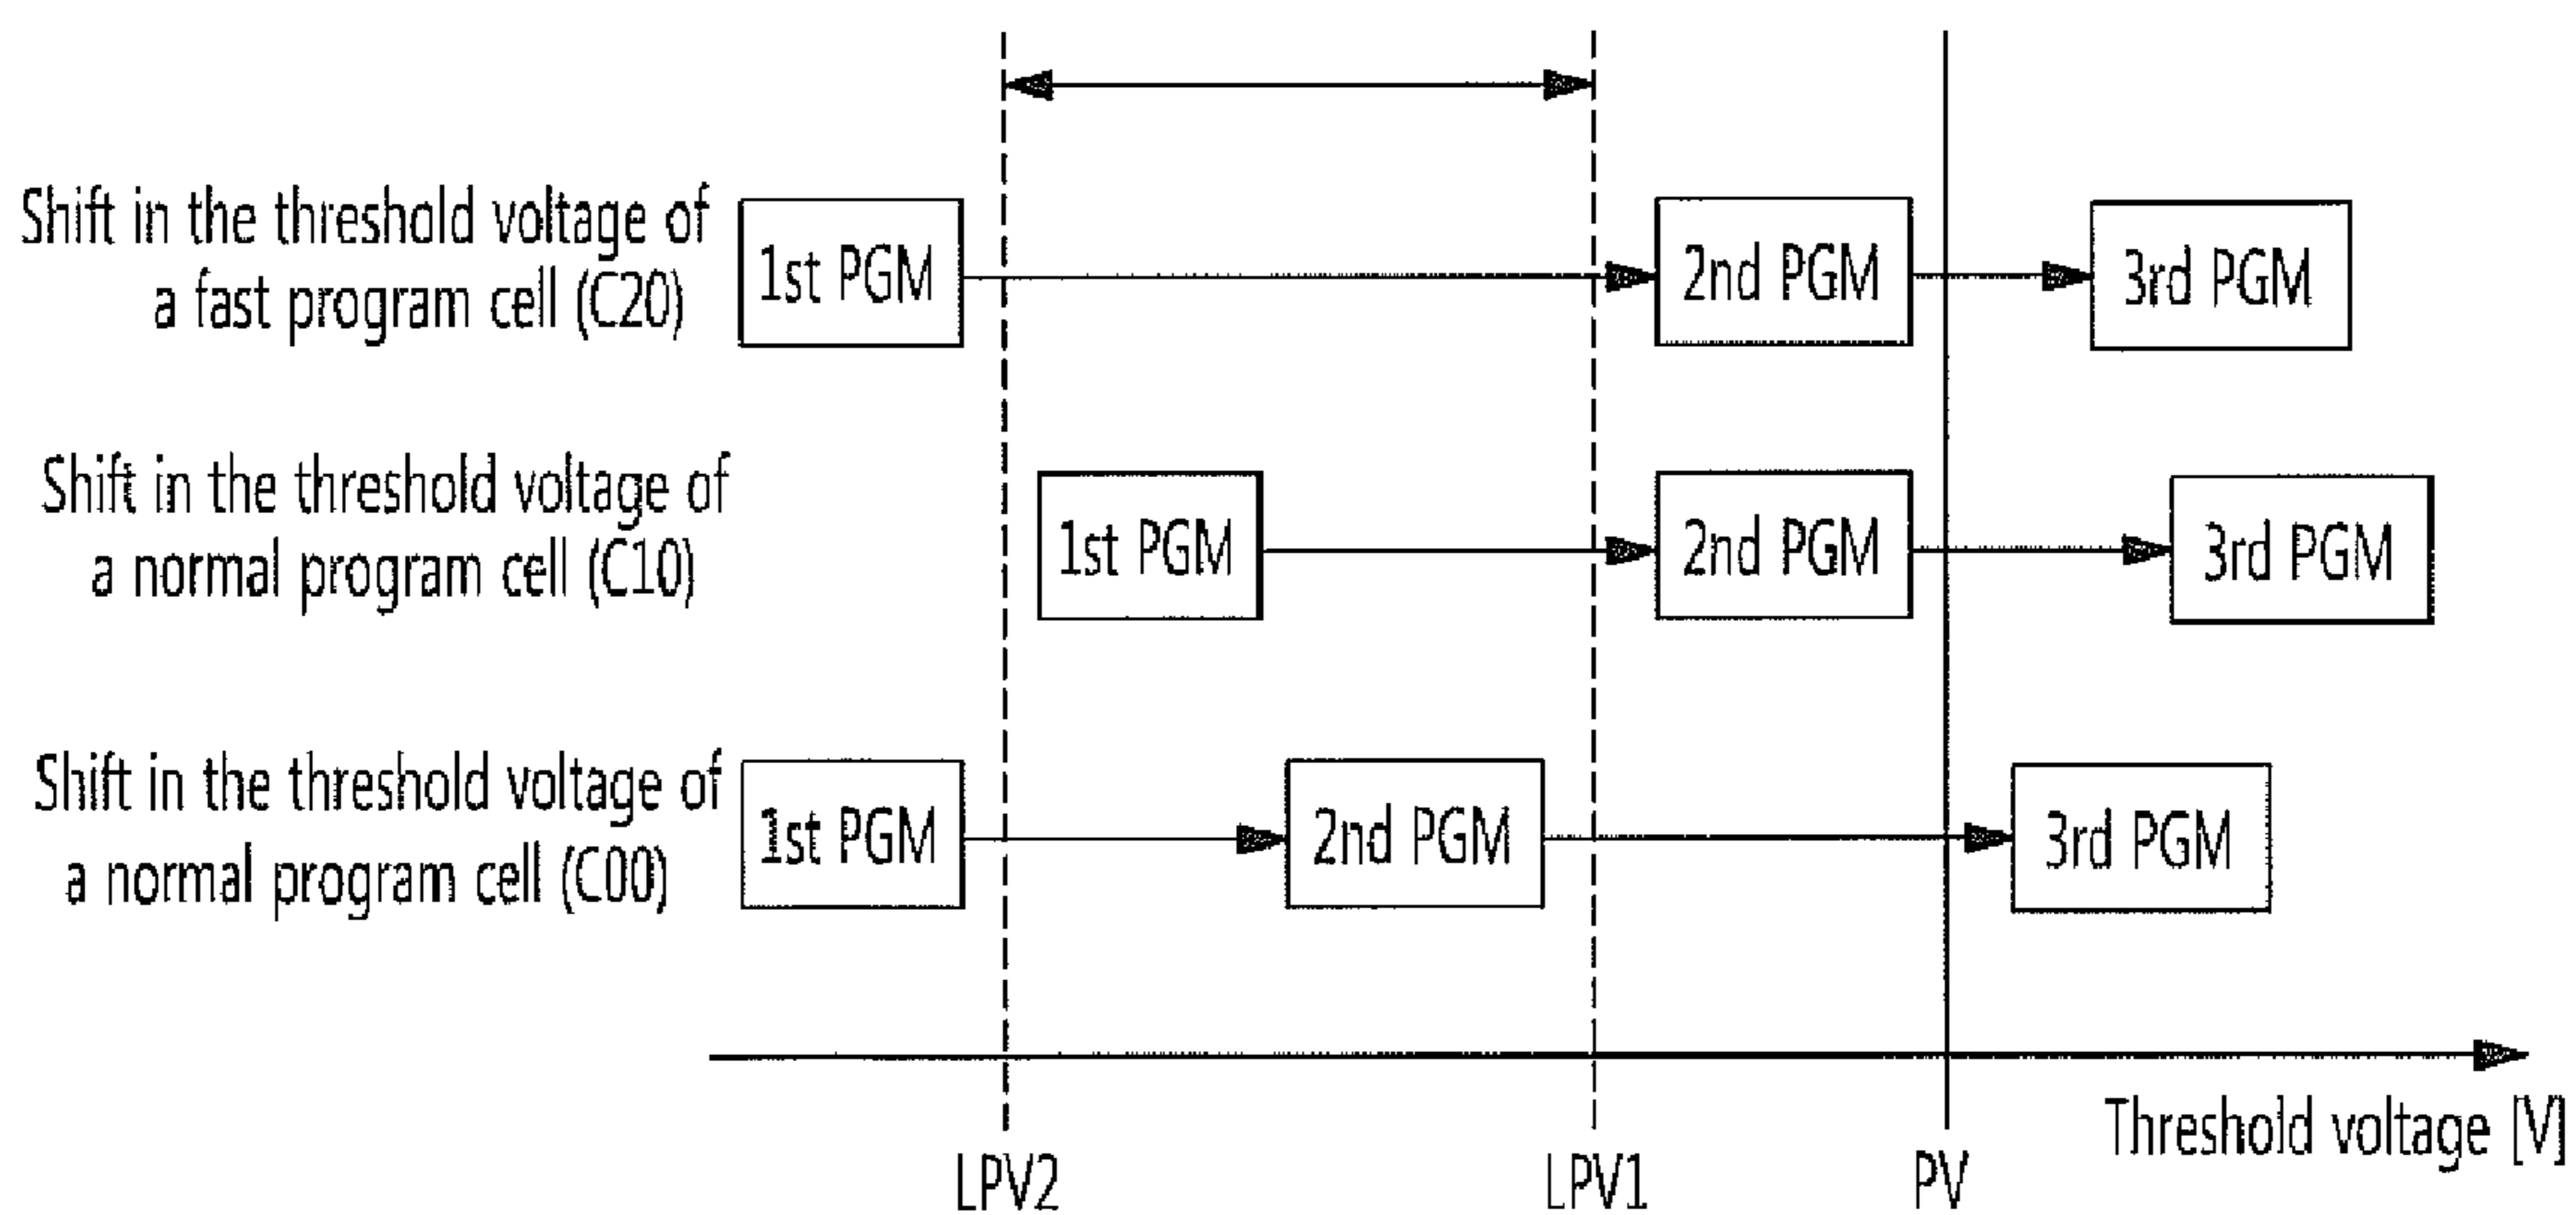 Shift in the threshold voltage of
a fast program cell (C20)
1st PGM
2nd PGM
3rd PGM
Shift in the threshold voltage of
a normal program cell (C10)
1st PGM
2nd PGM
3rd PGM
Shift in the threshold voltage of
a normal program cell (C00)
1st PGM
2nd PGM
3rd PGM
Threshold voltage [V]
LPV2
LPV1
PV